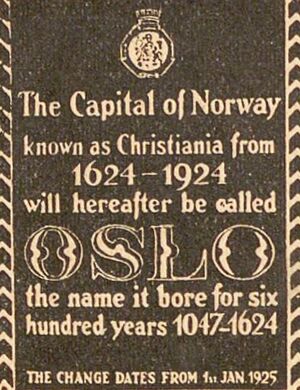 The Capital of Norway
known as Christiania from
1624-1924
will hereafter be called
OSLO
the name it bore for six
hundred years 1047-1624
THE CHANGE DATES FROM 1st JAN. 1925